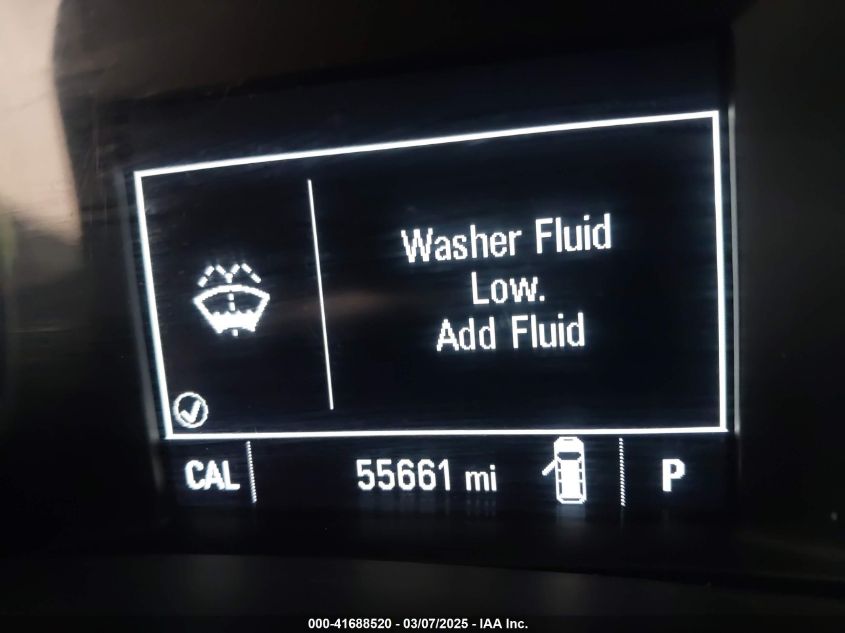 Washer Fluid
Low.
Add Fluid
CAL 55661 mi P
000-41688520 - 03/07/2025 - IAA Inc.